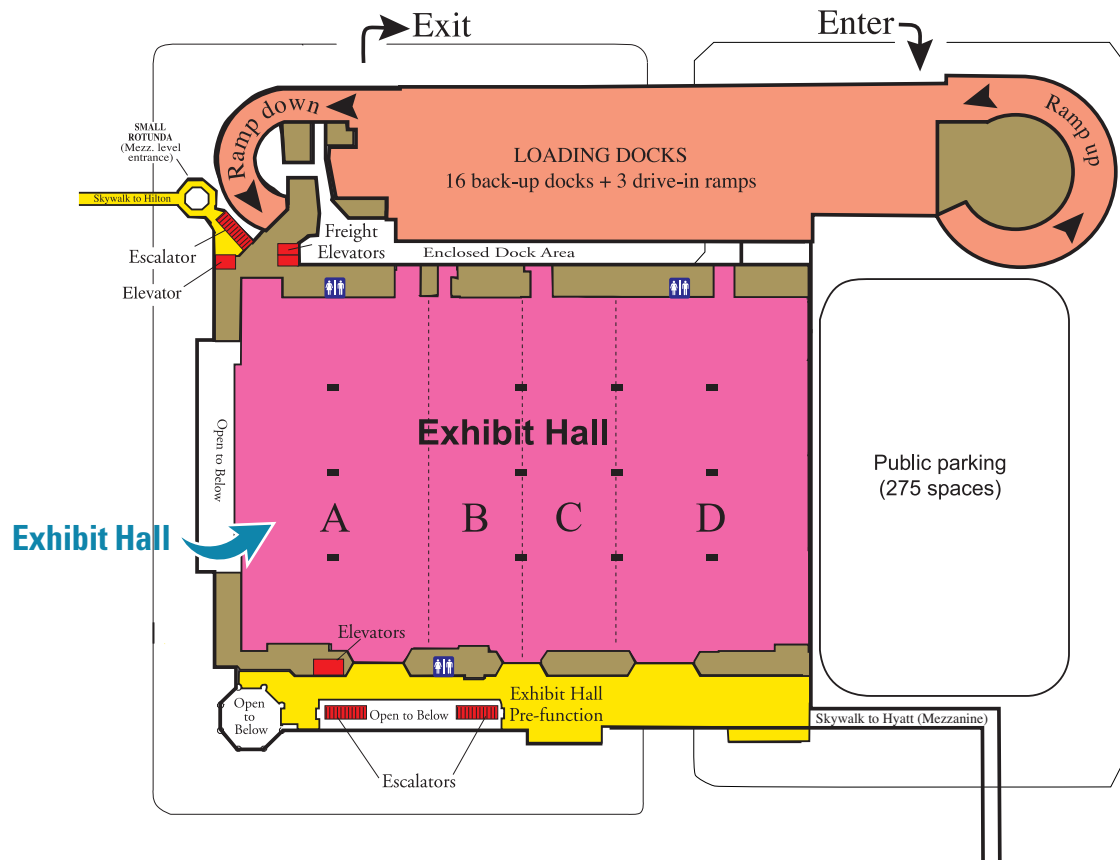 Exit
Enter
Ramp down
Ramp up
SMALL
ROTUNDA
(Mezz. level
entrance)
LOADING DOCKS
16 back-up docks + 3 drive-in ramps
Skywalk to Hilton
Freight
Elevators
Escalator
Enclosed Dock Area
Elevator
Open to Below
Exhibit Hall
Public parking
(275 spaces)
A
B
C
D
Exhibit Hall
Elevators
Exhibit Hall
Pre-function
Open
to
Below
Open to Below
Skywalk to Hyatt (Mezzanine)
Escalators